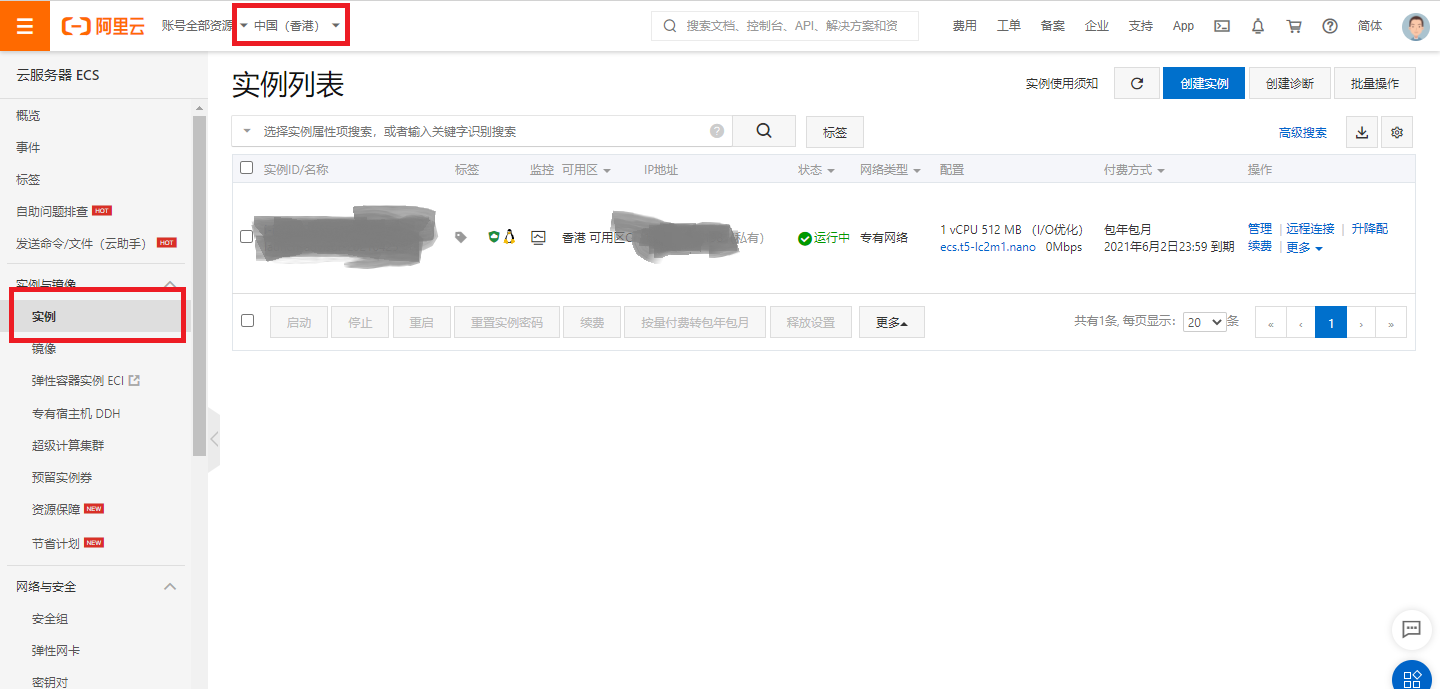 阿里云
账号全部资源 中国（香港）
搜索文档、控制台、API、解决方案和资
费用 工单 备案 企业 支持 App 简体
云服务器 ECS
概览
事件
标签
自助问题排查 HOT
发送命令/文件（云助手） HOT
实例与镜像
实例
镜像
弹性容器实例 ECI
专有宿主机 DDH
超级计算集群
预留实例券
资源保障 NEW
节省计划 NEW
网络与安全
安全组
弹性网卡
密钥对
实例列表
实例使用须知 创建实例 创建诊断 批量操作
选择实例属性项搜索，或者输入关键字识别搜索 标签 高级搜索
实例ID/名称 标签 监控 可用区 IP地址 状态 网络类型 配置 付费方式 操作
香港 可用区C 私有） 运行中 专有网络
1 vCPU 512 MB （I/O优化）
ecs.t5-lc2m1.nano 0Mbps
包年包月
2021年6月2日23:59 到期
管理 | 远程连接 | 升降配
续费 | 更多
启动 停止 重启 重置实例密码 续费 按量付费转包年包月 释放设置 更多
共有1条, 每页显示： 20 条 « ‹ 1 › »